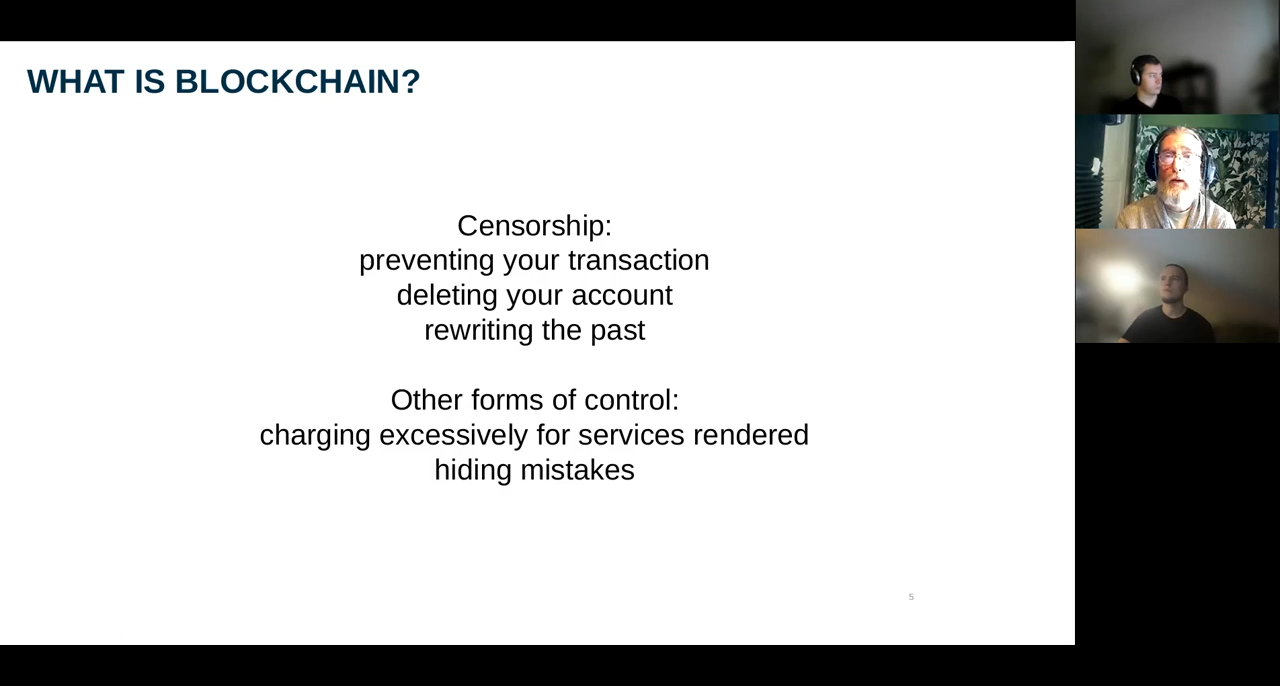 WHAT IS BLOCKCHAIN?
Censorship:
preventing your transaction
deleting your account
rewriting the past
Other forms of control:
charging excessively for services rendered
hiding mistakes
5